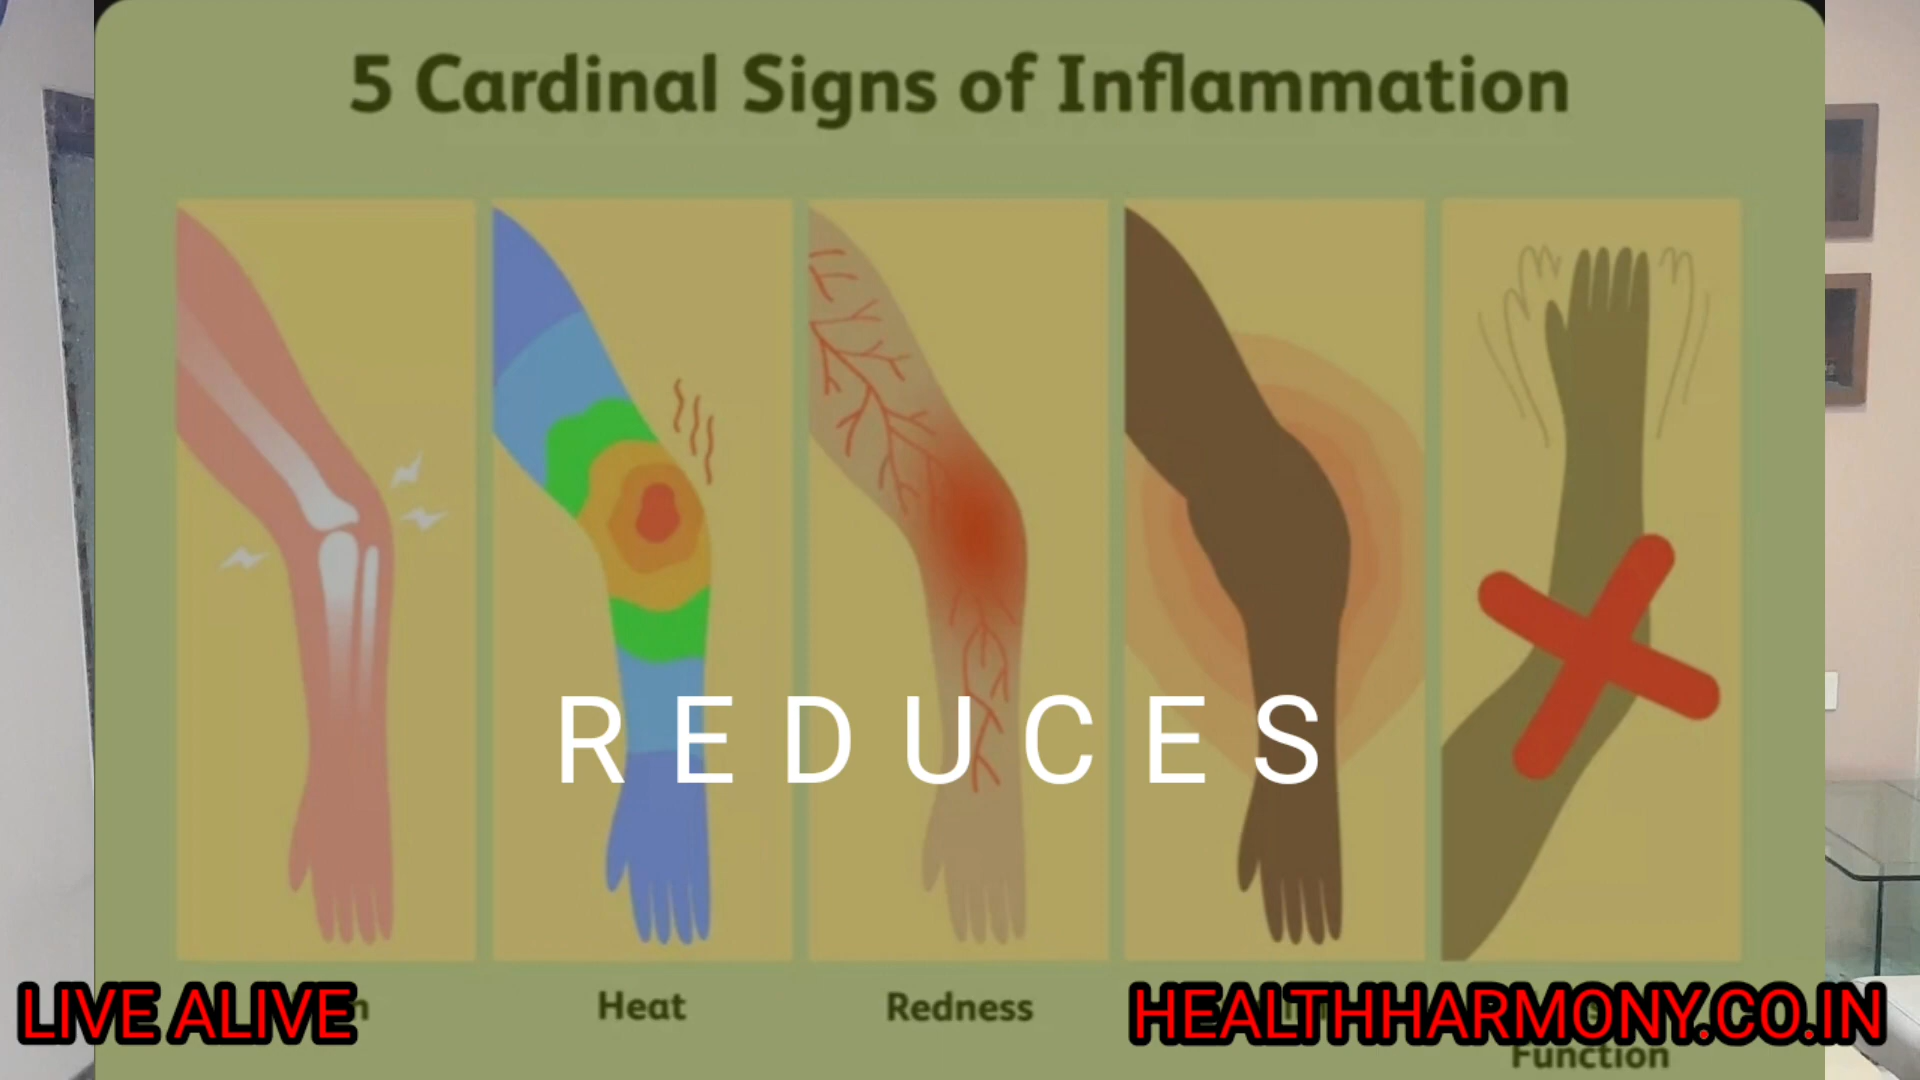 5 Cardinal Signs of Inflammation
REDUCES
Heat
Redness
Function
LIVE ALIVE
HEALTHHARMONY.CO.IN